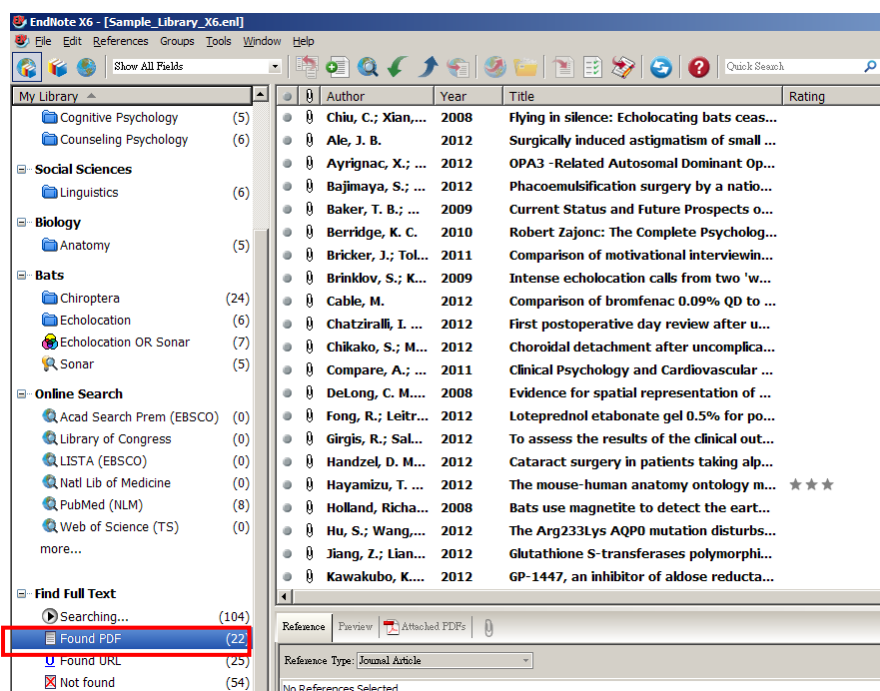 EndNote X6 - [Sample_Library_X6.enl]
File Edit References Groups Tools Window Help
Show All Fields
Quick Search
My Library
Cognitive Psychology (5)
Counseling Psychology (6)
Social Sciences
Linguistics (6)
Biology
Anatomy (5)
Bats
Chiroptera (24)
Echolocation (6)
Echolocation OR Sonar (7)
Sonar (5)
Online Search
Acad Search Prem (EBSCO) (0)
Library of Congress (0)
LISTA (EBSCO) (0)
Natl Lib of Medicine (0)
PubMed (NLM) (8)
Web of Science (TS) (0)
more...
Find Full Text
Searching... (104)
Found PDF (22)
Found URL (25)
Not found (54)
Author Year Title Rating
Chiu, C.; Xian,... 2008 Flying in silence: Echolocating bats ceas...
Ale, J. B. 2012 Surgically induced astigmatism of small ...
Ayrignac, X.; ... 2012 OPA3 -Related Autosomal Dominant Op...
Bajimaya, S.; ... 2012 Phacoemulsification surgery by a natio...
Baker, T. B.; ... 2009 Current Status and Future Prospects o...
Berridge, K. C. 2010 Robert Zajonc: The Complete Psycholog...
Bricker, J.; Tol... 2011 Comparison of motivational interviewin...
Brinklov, S.; K... 2009 Intense echolocation calls from two 'w...
Cable, M. 2012 Comparison of bromfenac 0.09% QD to ...
Chatziralli, I. ... 2012 First postoperative day review after u...
Chikako, S.; M... 2012 Choroidal detachment after uncomplica...
Compare, A.; ... 2011 Clinical Psychology and Cardiovascular ...
DeLong, C. M.... 2008 Evidence for spatial representation of ...
Fong, R.; Leitr... 2012 Loteprednol etabonate gel 0.5% for po...
Girgis, R.; Sal... 2012 To assess the results of the clinical out...
Handzel, D. M... 2012 Cataract surgery in patients taking alp...
Hayamizu, T. ... 2012 The mouse-human anatomy ontology m... ★★★
Holland, Richa... 2008 Bats use magnetite to detect the eart...
Hu, S.; Wang,... 2012 The Arg233Lys AQP0 mutation disturbs...
Jiang, Z.; Lian... 2012 Glutathione S-transferases polymorphi...
Kawakubo, K.... 2012 GP-1447, an inhibitor of aldose reducta...
Reference Preview Attached PDFs
Reference Type: Journal Article
No References Selected